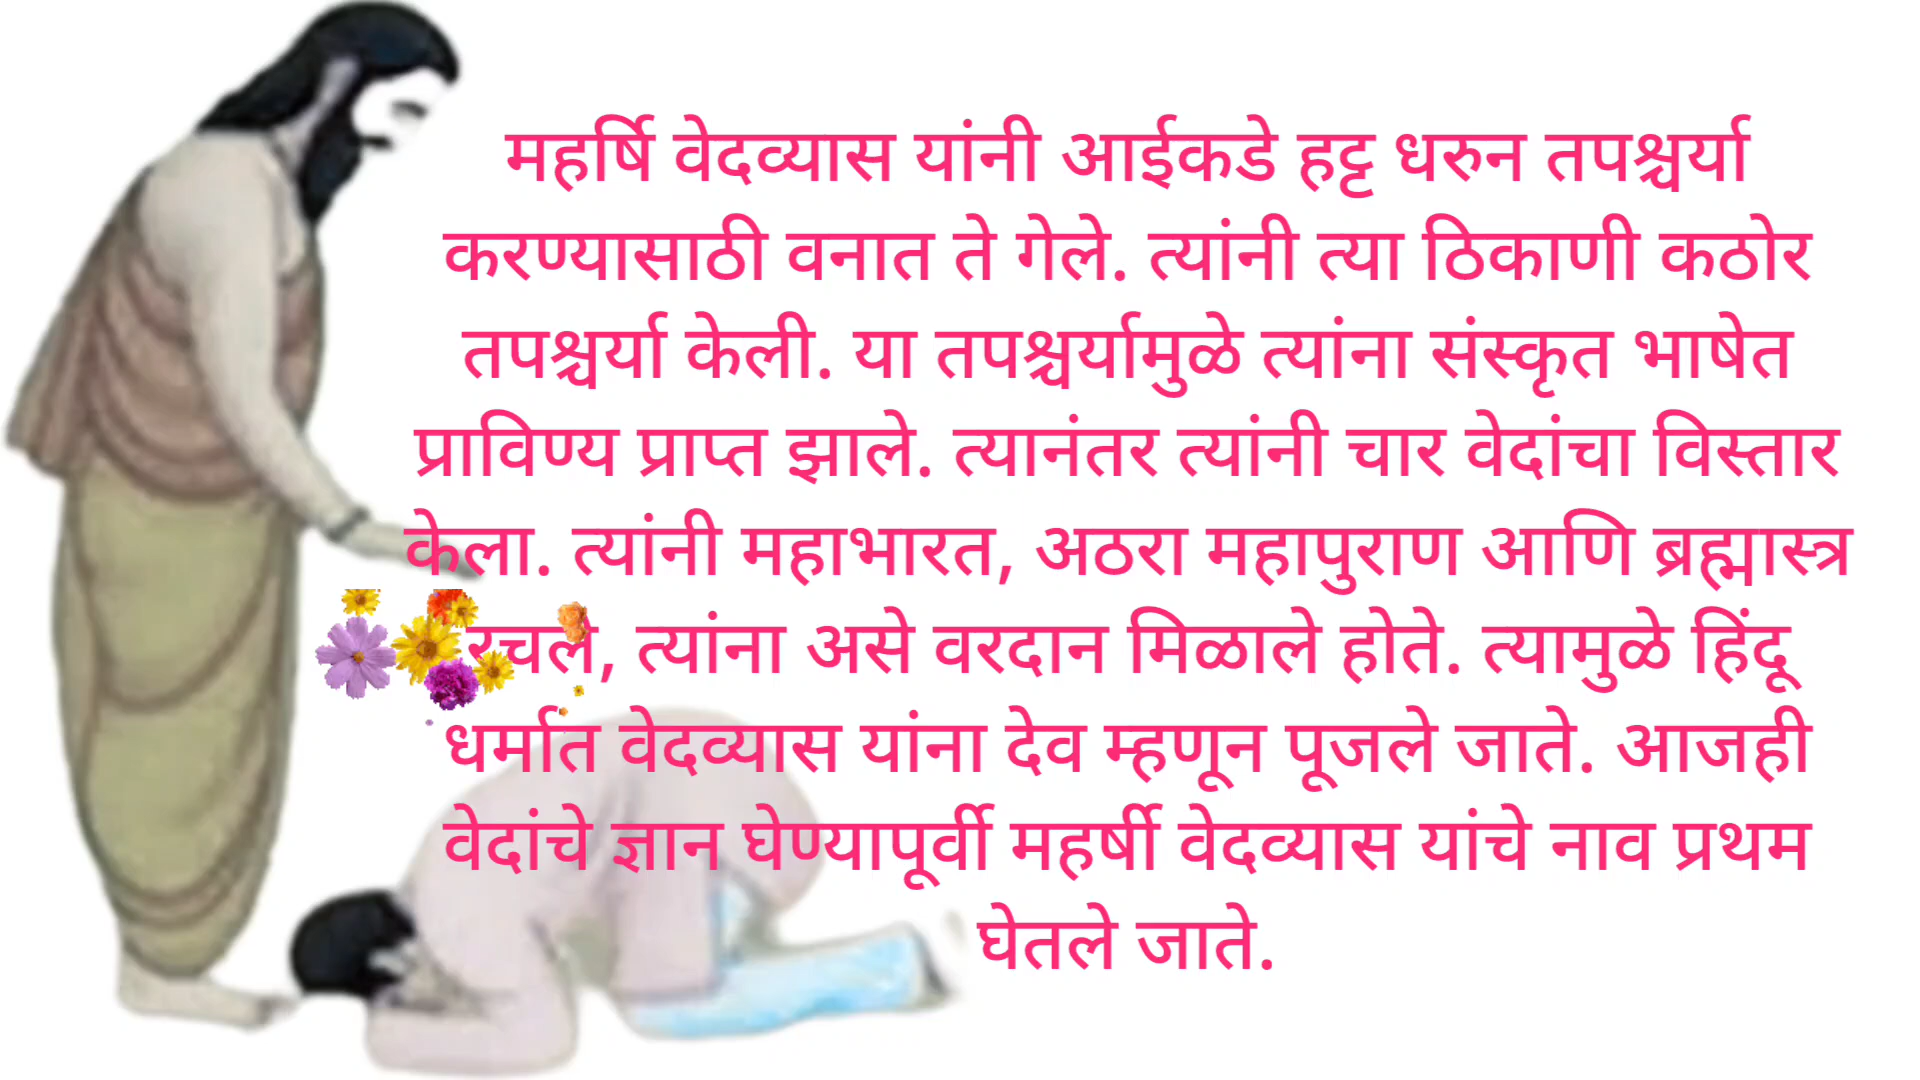 महर्षि वेदव्यास यांनी आईकडे हट्ट धरुन तपश्चर्या
करण्यासाठी वनात ते गेले. त्यांनी त्या ठिकाणी कठोर
तपश्चर्या केली. या तपश्चर्यामुळे त्यांना संस्कृत भाषेत
प्राविण्य प्राप्त झाले. त्यानंतर त्यांनी चार वेदांचा विस्तार
केला. त्यांनी महाभारत, अठरा महापुराण आणि ब्रह्मास्त्र
रचले, त्यांना असे वरदान मिळाले होते. त्यामुळे हिंदू
धर्मात वेदव्यास यांना देव म्हणून पूजले जाते. आजही
वेदांचे ज्ञान घेण्यापूर्वी महर्षी वेदव्यास यांचे नाव प्रथम
घेतले जाते.